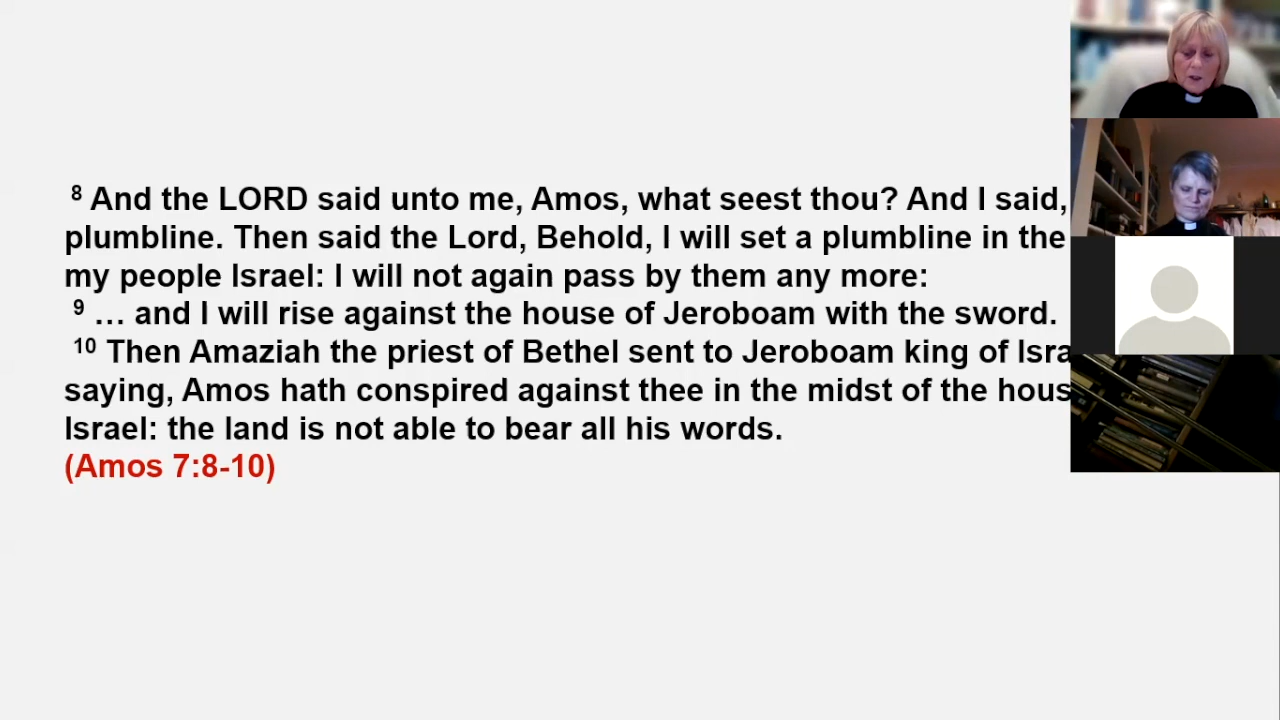 8 And the LORD said unto me, Amos, what seest thou? And I said,
plumbline. Then said the Lord, Behold, I will set a plumbline in the
my people Israel: I will not again pass by them any more:
9 … and I will rise against the house of Jeroboam with the sword.
10 Then Amaziah the priest of Bethel sent to Jeroboam king of Isra
saying, Amos hath conspired against thee in the midst of the hous
Israel: the land is not able to bear all his words.
(Amos 7:8-10)